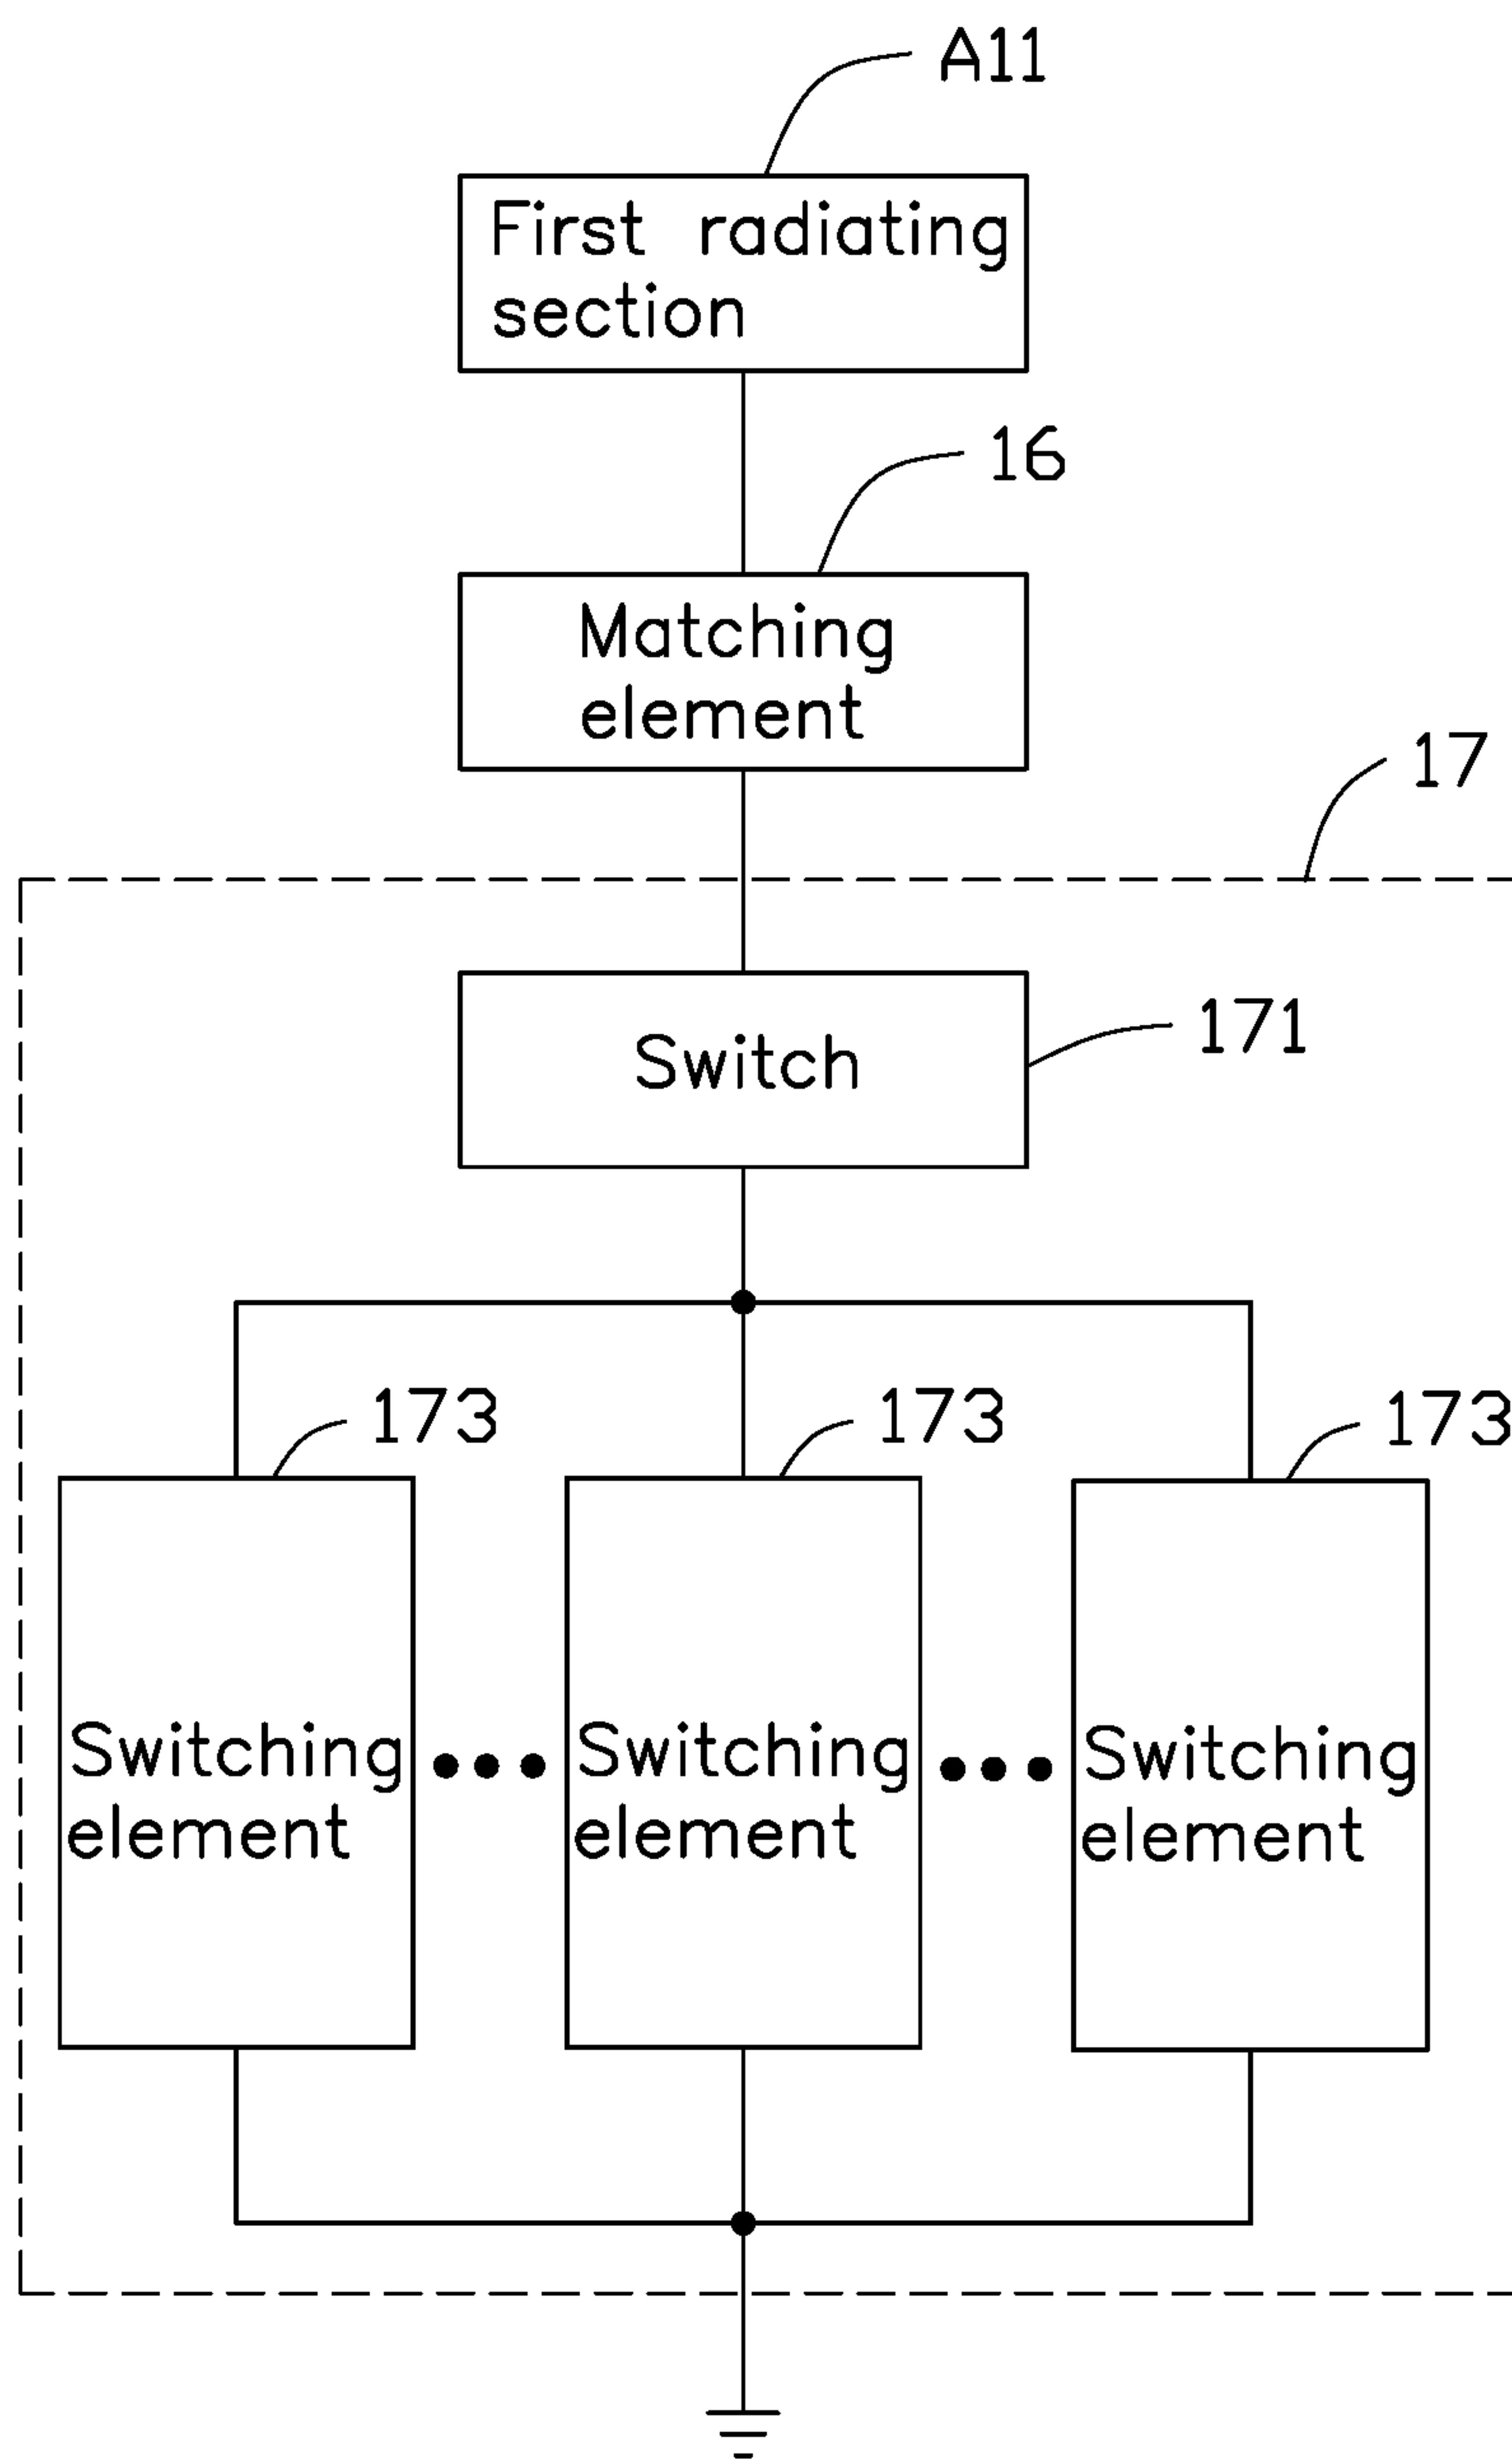 A11
First radiating
section
16
Matching
element
17
Switch
171
173
173
173
Switching
element
Switching
element
Switching
element